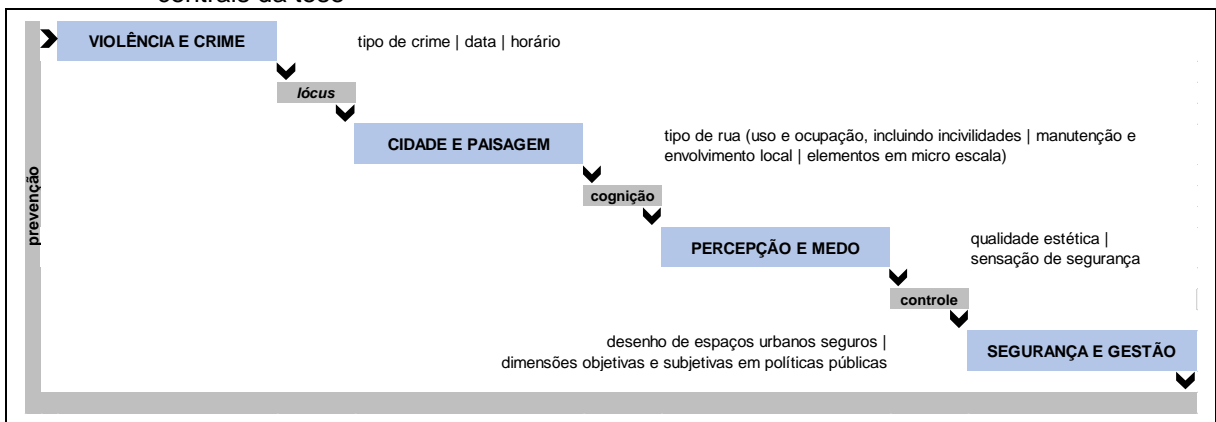 VIOLÊNCIA E CRIME
tipo de crime | data | horário
lócus
CIDADE E PAISAGEM
tipo de rua (uso e ocupação, incluindo incivilidades | manutenção e
envolvimento local | elementos em micro escala)
cognição
prevenção
PERCEPÇÃO E MEDO
qualidade estética |
sensação de segurança
controle
desenho de espaços urbanos seguros |
dimensões objetivas e subjetivas em políticas públicas
SEGURANÇA E GESTÃO